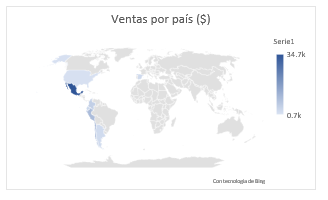 Ventas por país ($)
Serie1
34.7k
0.7k
Con tecnología de Bing